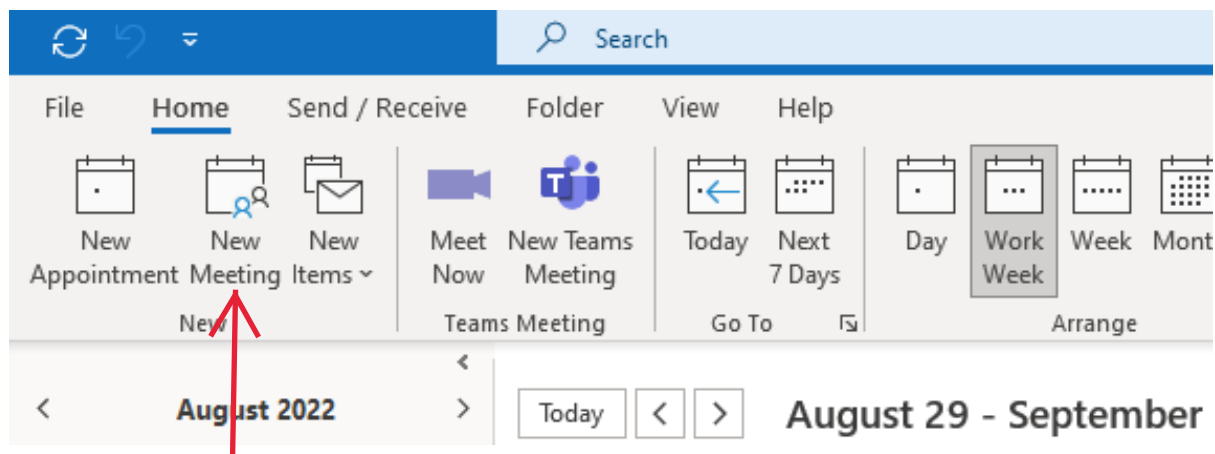 Search
File Home Send / Receive Folder View Help
New Appointment New Meeting New Items Meet Now New Teams Meeting Today Next 7 Days Day Work Week Week Mont
New Teams Meeting Go To Arrange
August 2022 Today August 29 - September